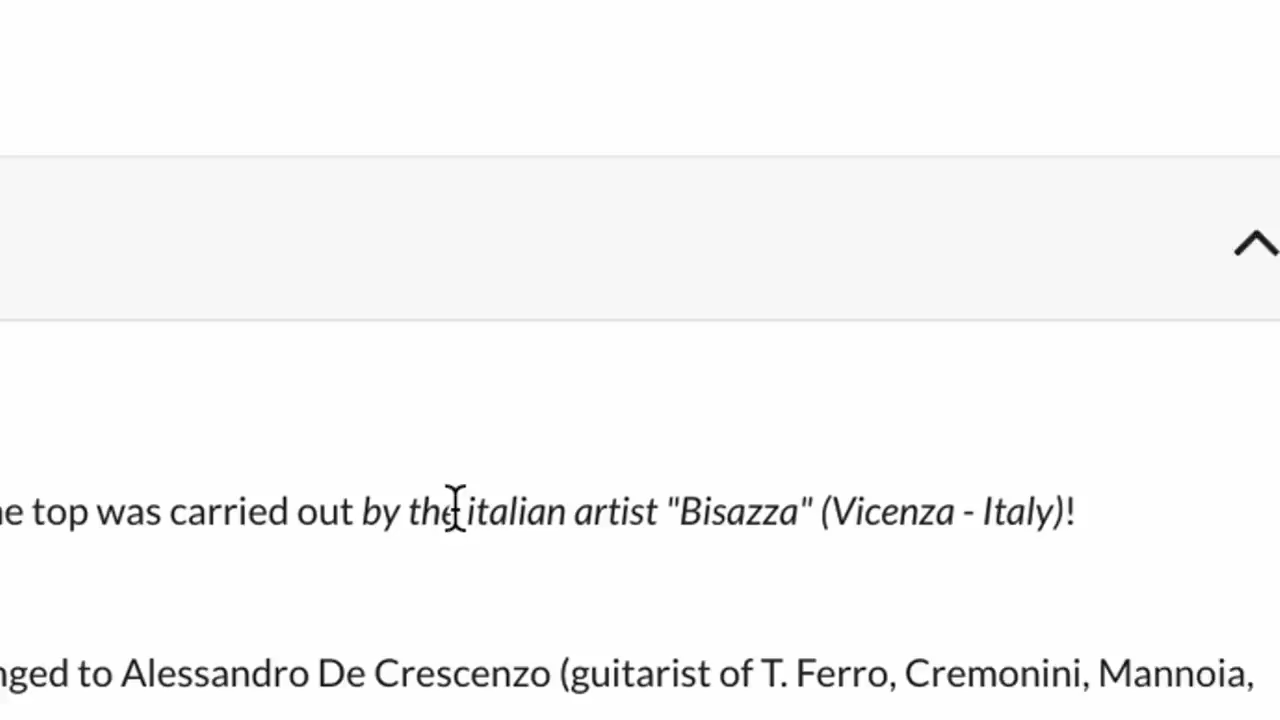 he top was carried out by the italian artist "Bisazza" (Vicenza - Italy)!
nged to Alessandro De Crescenzo (guitarist of T. Ferro, Cremonini, Mannoia,